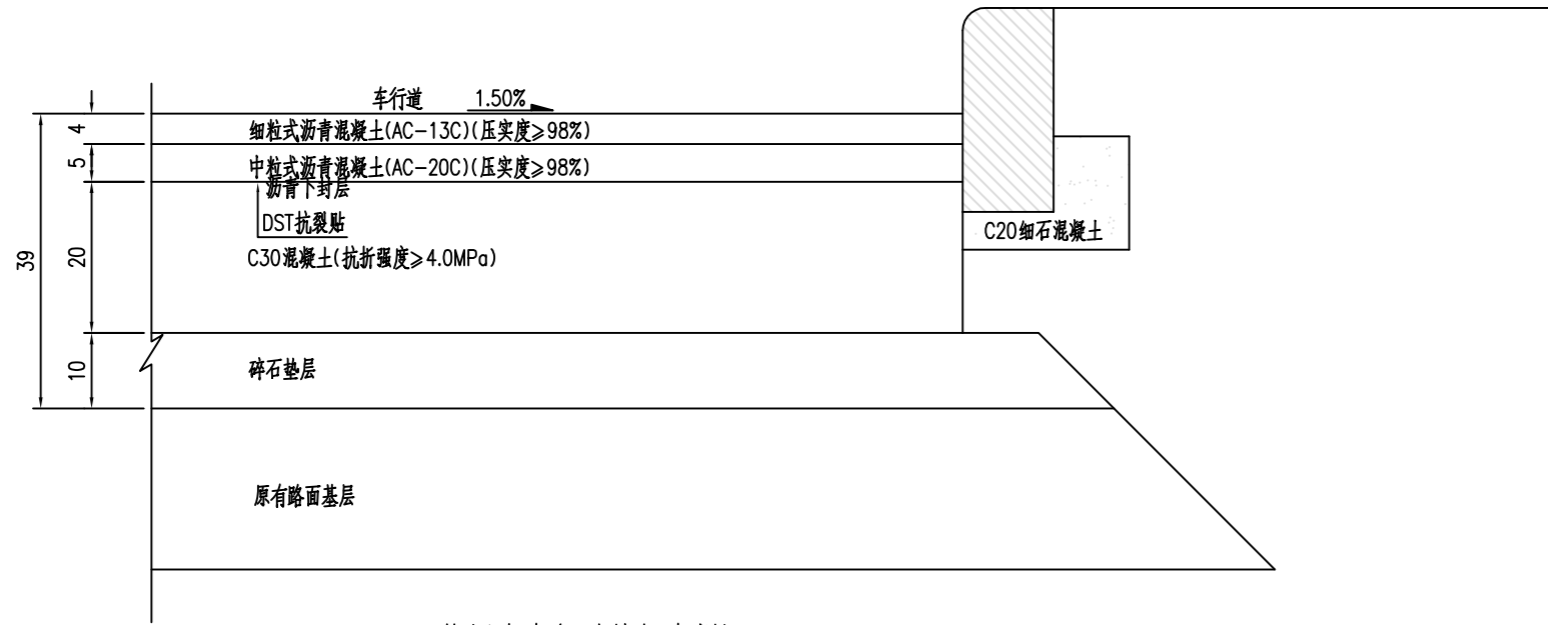 车行道 1.50%
4
细粒式沥青混凝土(AC-13C)(压实度≥98%)
5
中粒式沥青混凝土(AC-20C)(压实度≥98%)
沥青下封层
DST抗裂贴
C20细石混凝土
39
20
C30混凝土(抗折强度≥4.0MPa)
10
碎石垫层
原有路面基层